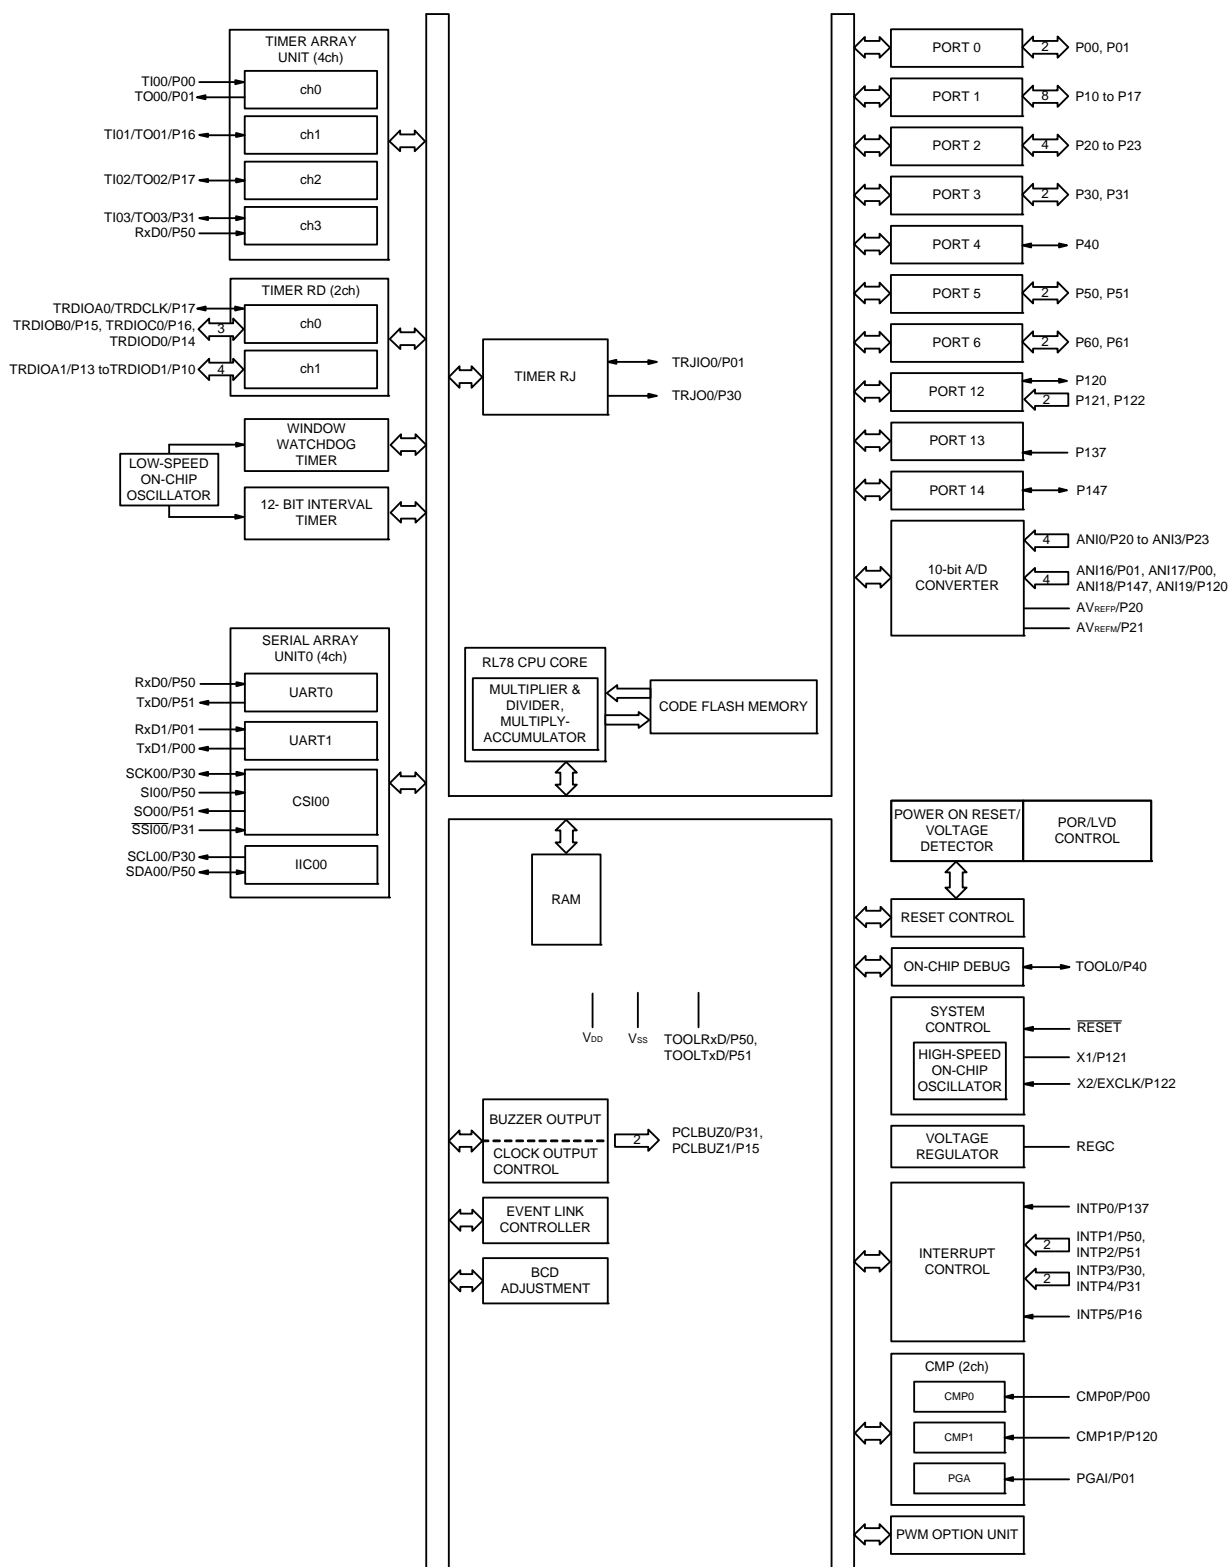 TIMER ARRAY
UNIT (4ch)
TI00/P00
TO00/P01
ch0
TI01/TO01/P16
ch1
TI02/TO02/P17
ch2
TI03/TO03/P31
RxD0/P50
ch3
TIMER RD (2ch)
TRDIOA0/TRDCLK/P17
TRDIOB0/P15, TRDIOC0/P16,
TRDIOD0/P14
3
ch0
TRDIOA1/P13 toTRDIOD1/P10
4
ch1
WINDOW
WATCHDOG
TIMER
LOW-SPEED
ON-CHIP
OSCILLATOR
12- BIT INTERVAL
TIMER
SERIAL ARRAY
UNIT0 (4ch)
RxD0/P50
TxD0/P51
UART0
RxD1/P01
TxD1/P00
UART1
SCK00/P30
SI00/P50
SO00/P51
SSI00/P31
CSI00
SCL00/P30
SDA00/P50
IIC00
TIMER RJ
TRJIO0/P01
TRJO0/P30
RL78 CPU CORE
MULTIPLIER &
DIVIDER,
MULTIPLY-
ACCUMULATOR
CODE FLASH MEMORY
RAM
VDD
VSS
TOOLRxD/P50,
TOOLTxD/P51
BUZZER OUTPUT
CLOCK OUTPUT
CONTROL
2
PCLBUZ0/P31,
PCLBUZ1/P15
EVENT LINK
CONTROLLER
BCD
ADJUSTMENT
PORT 0
2
P00, P01
PORT 1
8
P10 to P17
PORT 2
4
P20 to P23
PORT 3
2
P30, P31
PORT 4
P40
PORT 5
2
P50, P51
PORT 6
2
P60, P61
PORT 12
P120
2
P121, P122
PORT 13
P137
PORT 14
P147
10-bit A/D
CONVERTER
4
ANI0/P20 to ANI3/P23
4
ANI16/P01, ANI17/P00,
ANI18/P147, ANI19/P120
AVREFP/P20
AVREFM/P21
POWER ON RESET/
VOLTAGE
DETECTOR
POR/LVD
CONTROL
RESET CONTROL
ON-CHIP DEBUG
TOOL0/P40
SYSTEM
CONTROL
HIGH-SPEED
ON-CHIP
OSCILLATOR
RESET
X1/P121
X2/EXCLK/P122
VOLTAGE
REGULATOR
REGC
INTERRUPT
CONTROL
INTP0/P137
2
INTP1/P50,
INTP2/P51
2
INTP3/P30,
INTP4/P31
INTP5/P16
CMP (2ch)
CMP0
CMP0P/P00
CMP1
CMP1P/P120
PGA
PGAI/P01
PWM OPTION UNIT